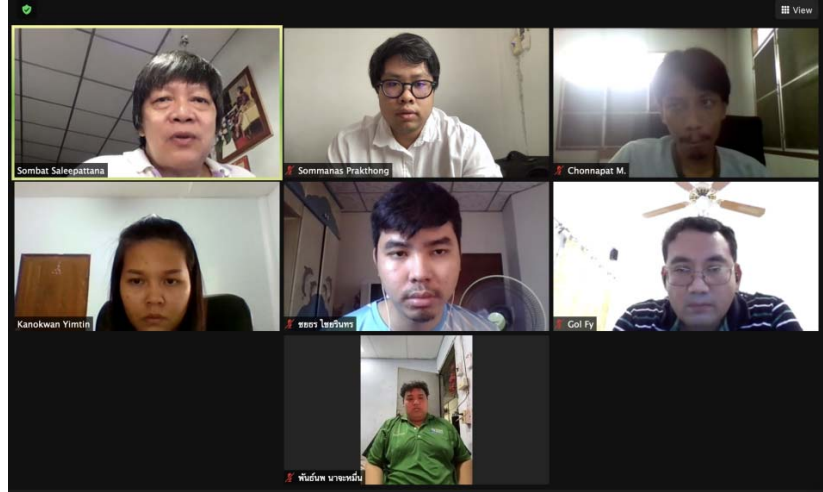 View
Sombat Saleepattana
Sommanas Prakthong
Chonnapat M.
Kanokwan Yimtin
ชยธร ไชยวินทร
Gol Fy
พันธ์นพ นาจะหมื่น